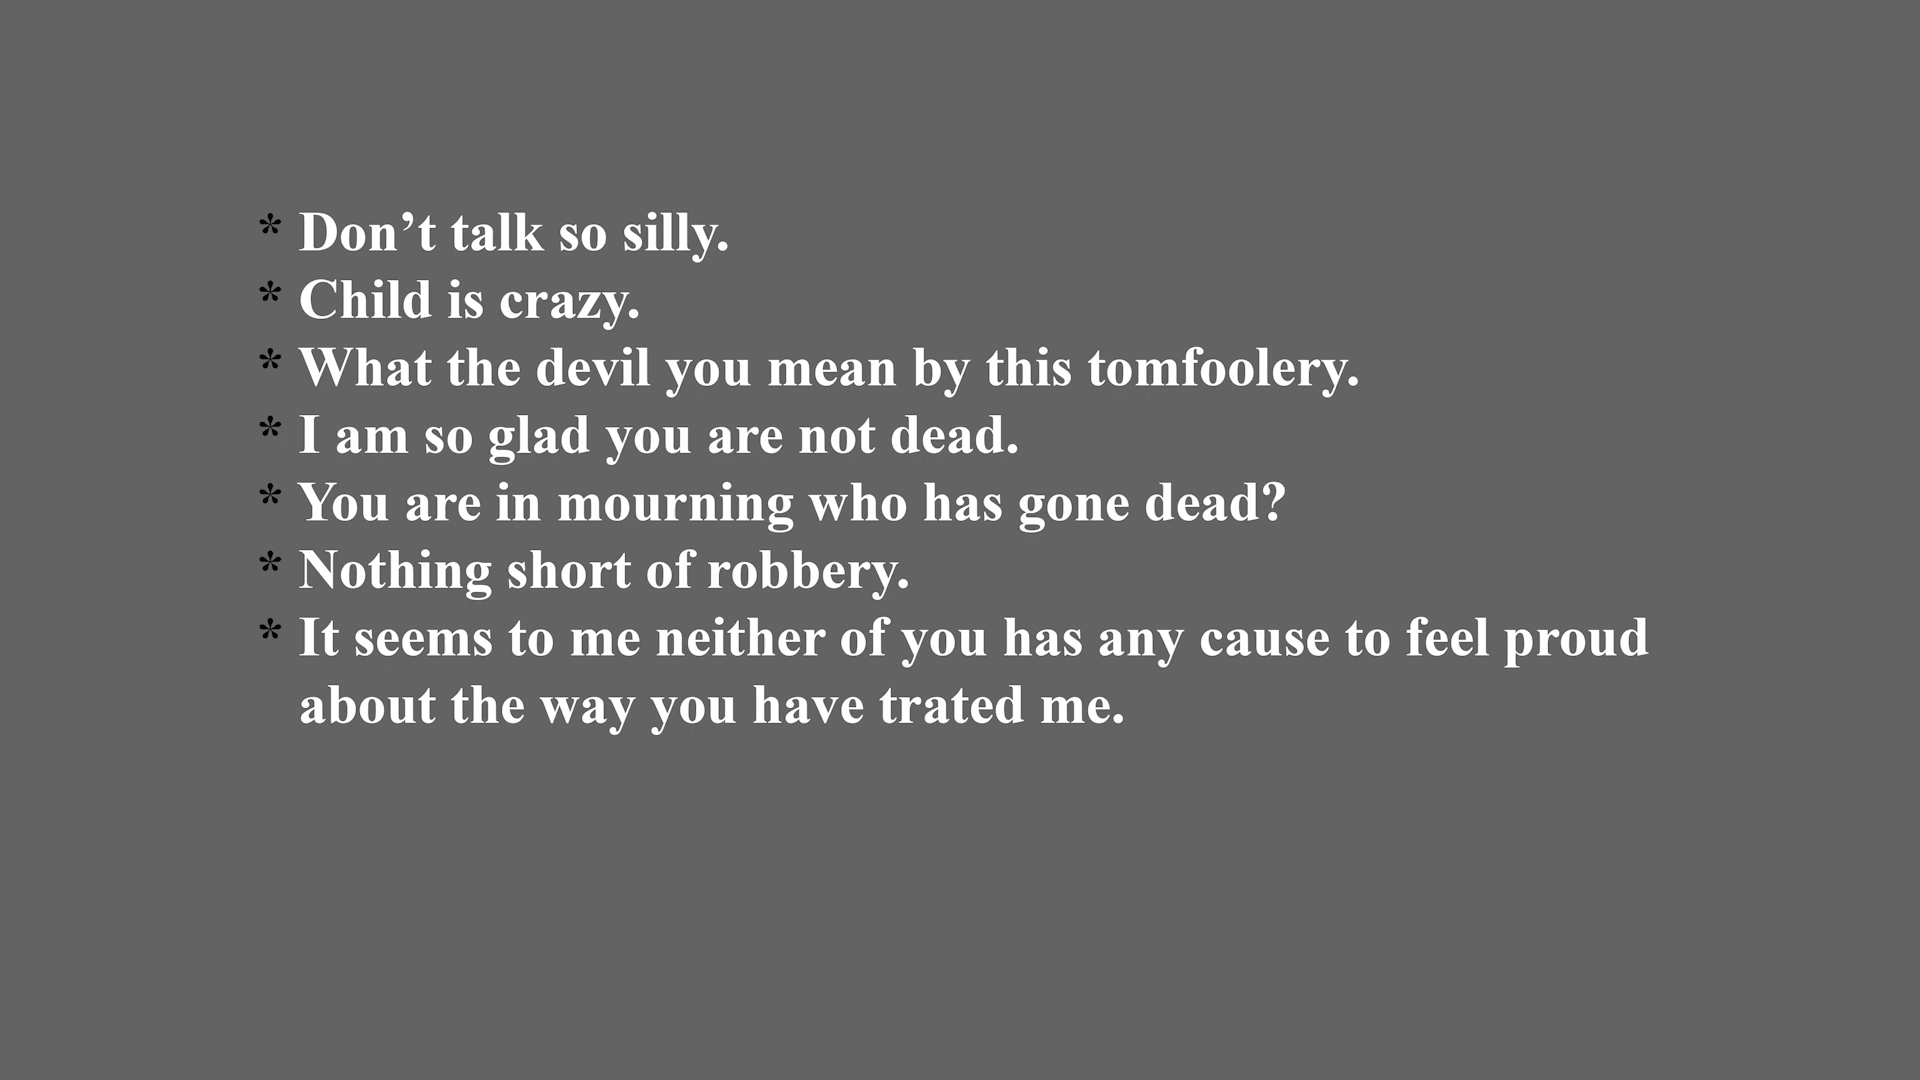 * Don’t talk so silly.
* Child is crazy.
* What the devil you mean by this tomfoolery.
* I am so glad you are not dead.
* You are in mourning who has gone dead?
* Nothing short of robbery.
* It seems to me neither of you has any cause to feel proud
about the way you have trated me.